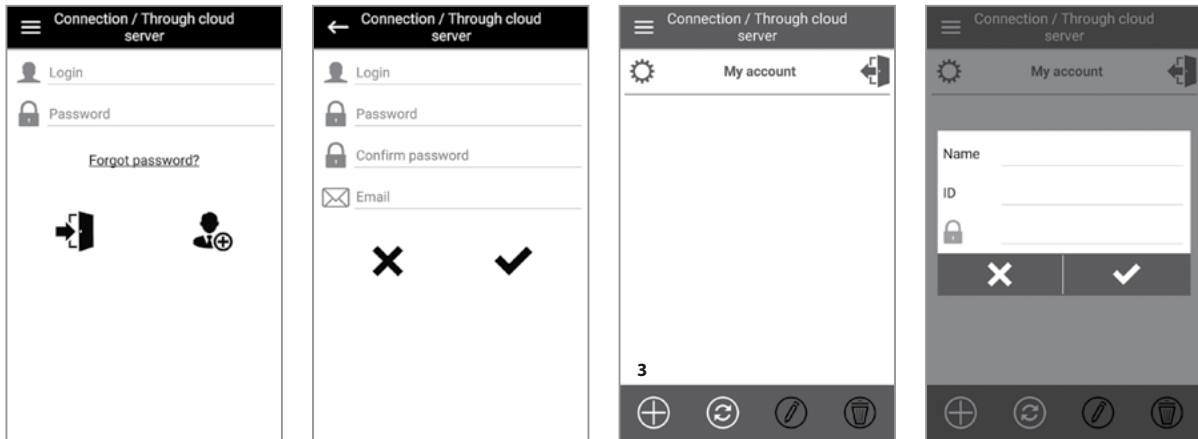 Connection / Through cloud
server
Login
Password
Forgot password?
Connection / Through cloud
server
Login
Password
Confirm password
Email
Connection / Through cloud
server
My account
3
Connection / Through cloud
server
My account
Name
ID